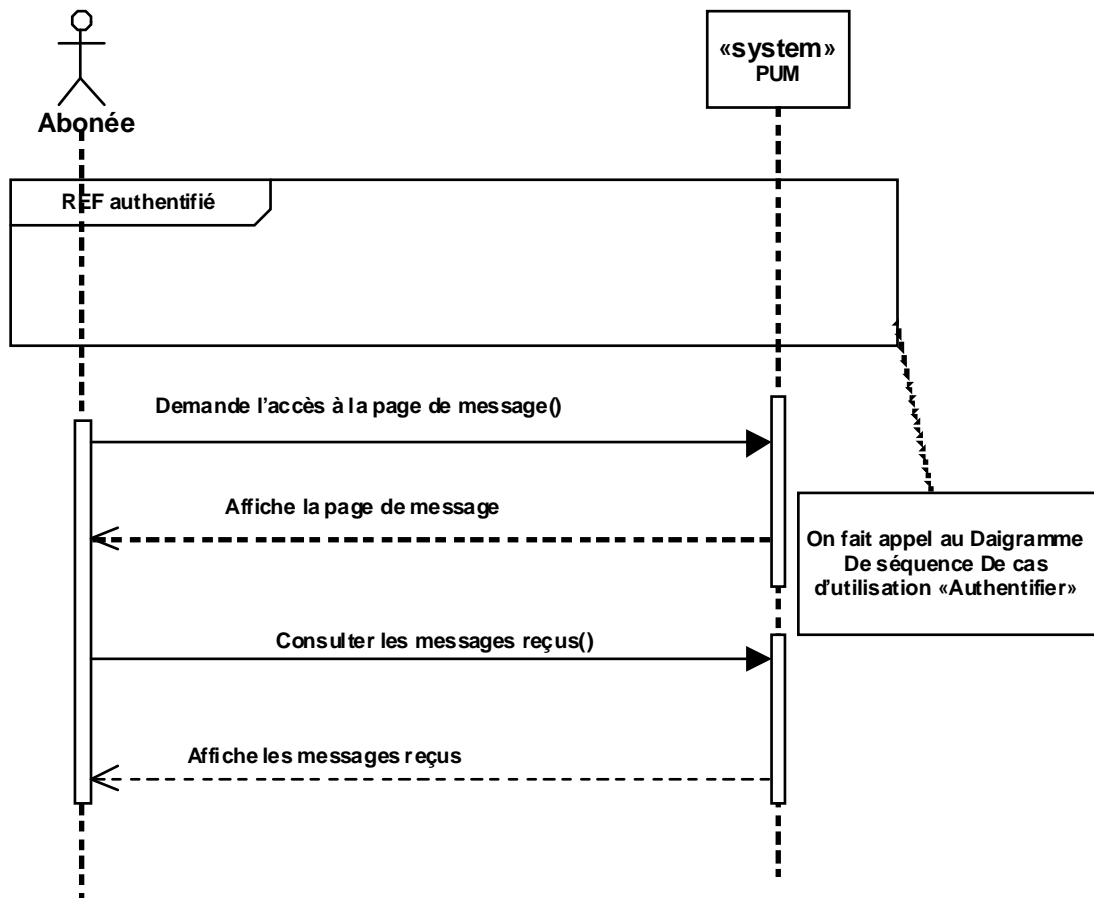 «system»
PUM
Abonée
REF authentifié
Demande l'accès à la page de message()
Affiche la page de message
On fait appel au Daigramme
De séquence De cas
d'utilisation «Authentifier»
Consulter les messages reçus()
Affiche les messages reçus